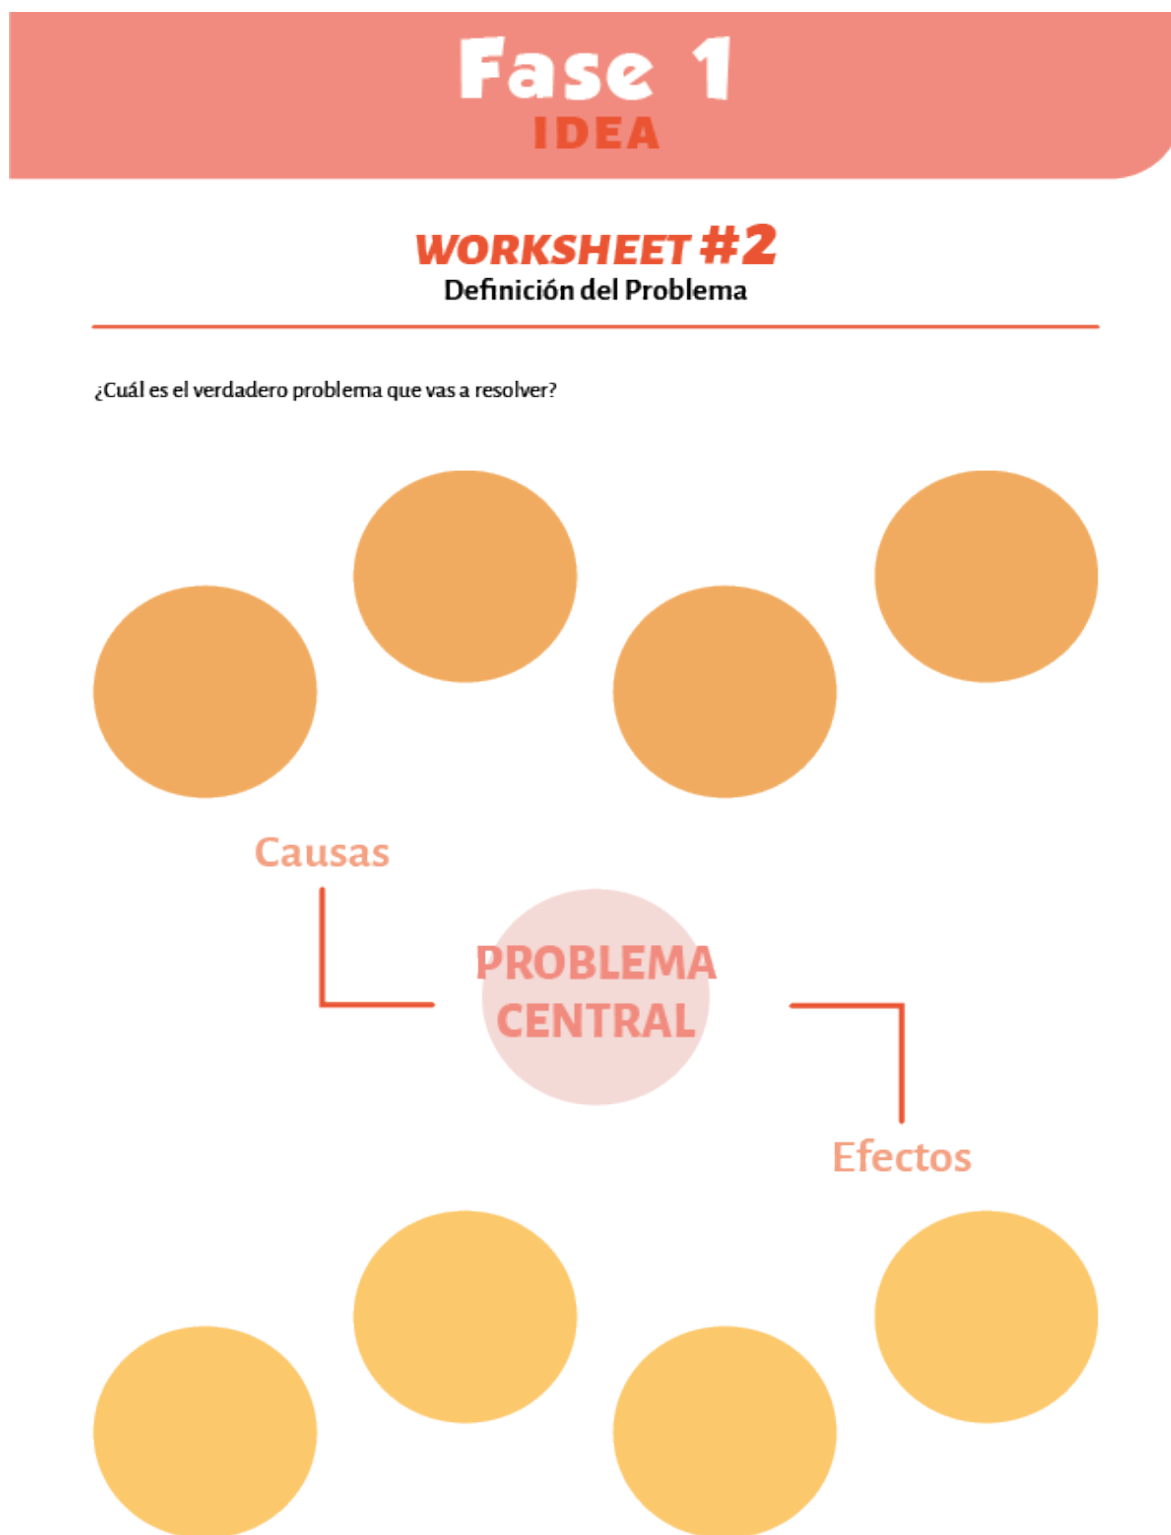 Fase 1
IDEA
WORKSHEET #2
Definición del Problema
¿Cuál es el verdadero problema que vas a resolver?
Causas
PROBLEMA
CENTRAL
Efectos